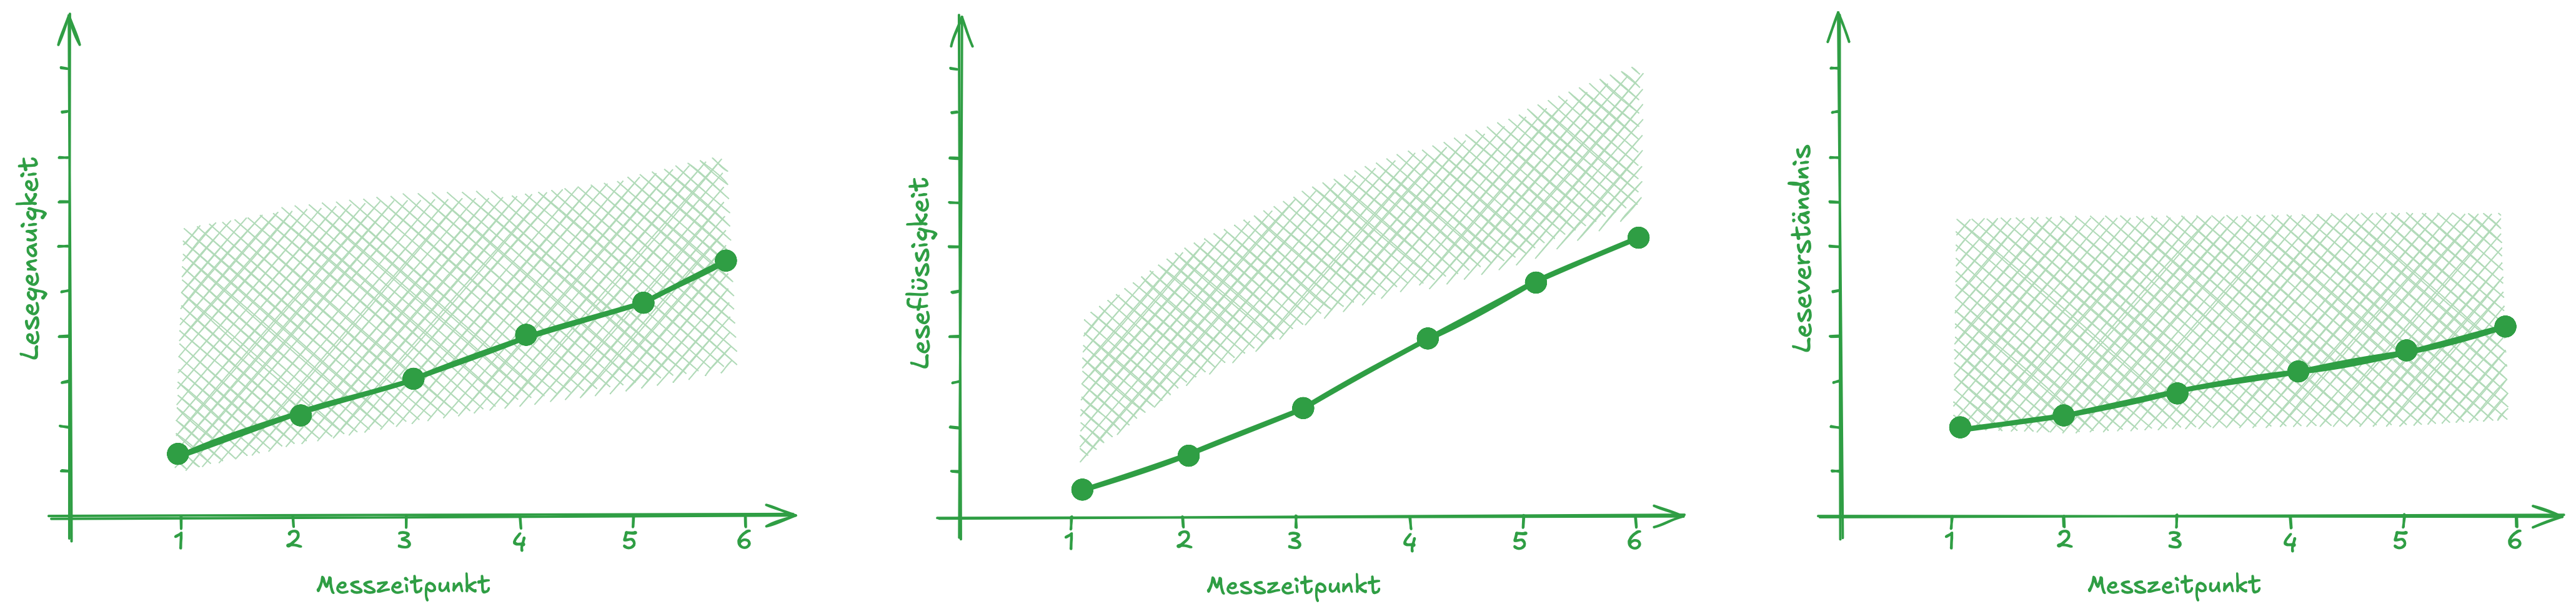 Lesegenauigkeit
1 2 3 4 5 6
Messzeitpunkt
Leseflüssigkeit
1 2 3 4 5 6
Messzeitpunkt
Leseverständnis
1 2 3 4 5 6
Messzeitpunkt